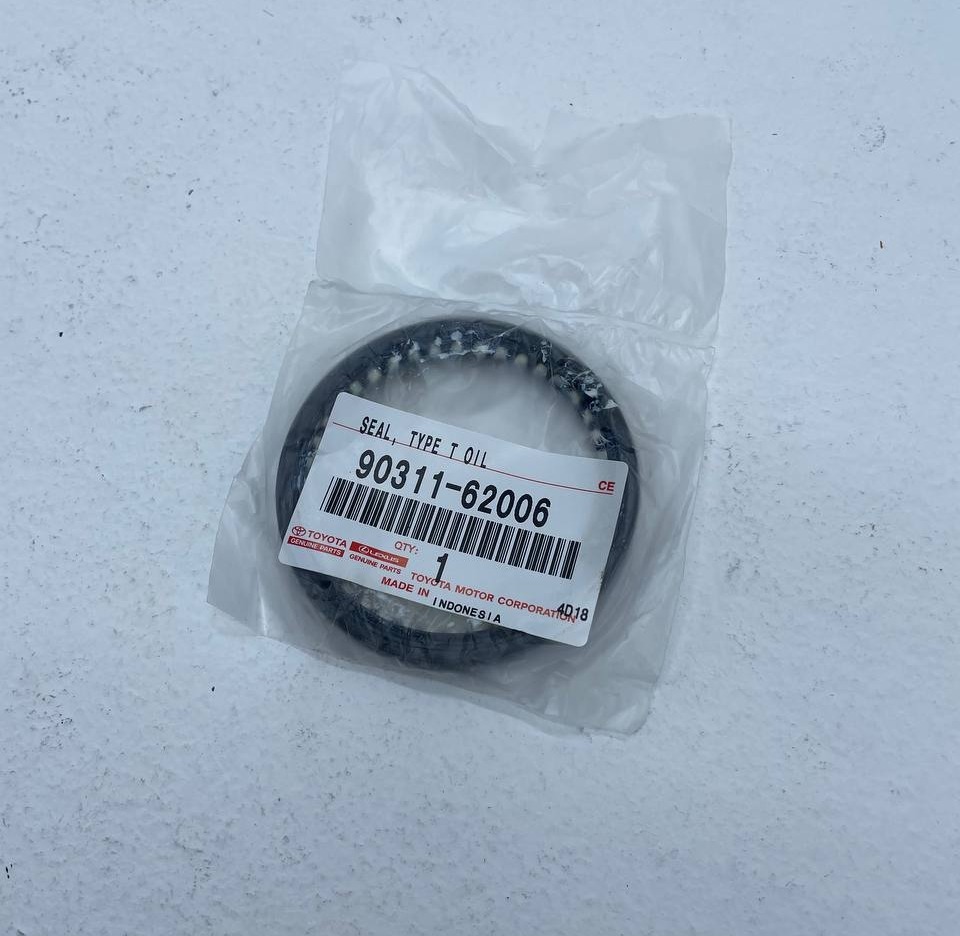 SEAL, TYPE T OIL
CE
90311-62006
TOYOTA
GENUINE PARTS
LEXUS
GENUINE PARTS
QTY:
1
TOYOTA MOTOR CORPORATION
MADE IN INDONESIA
4D18